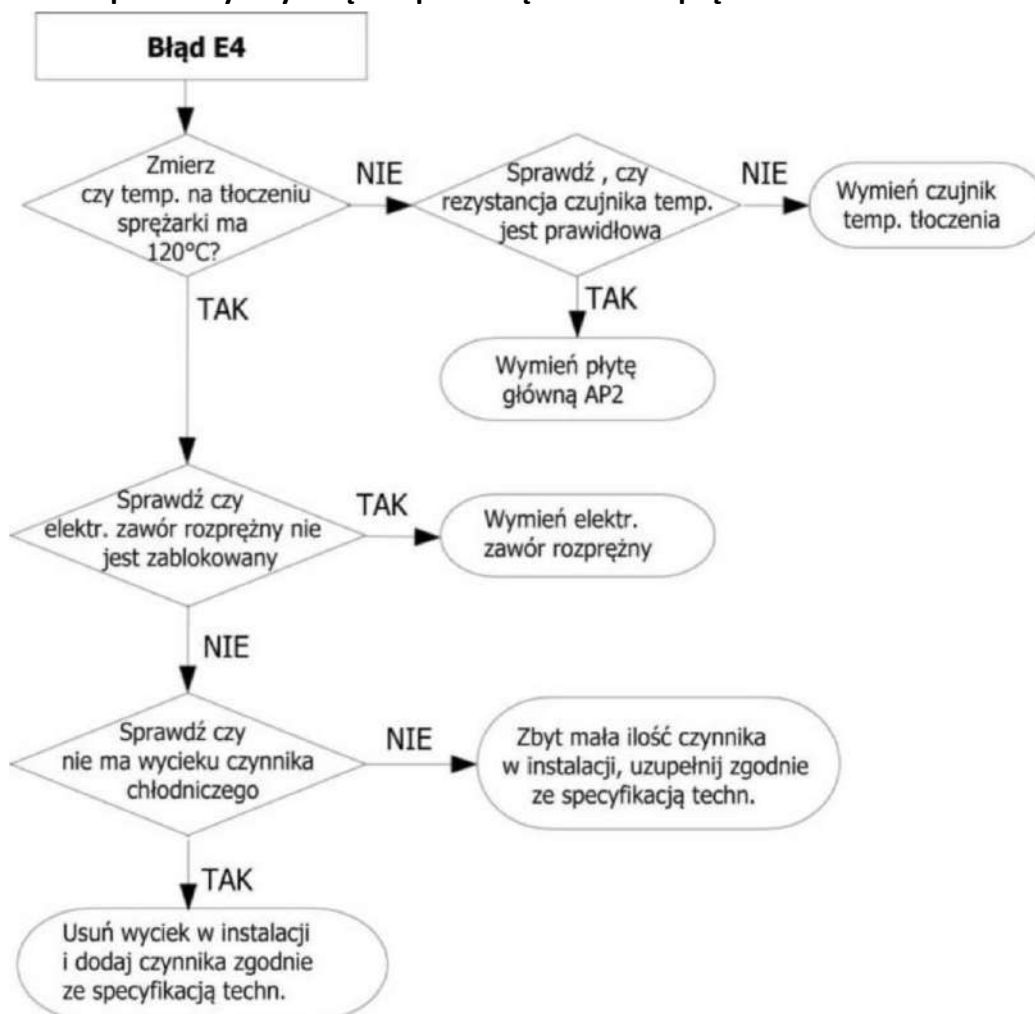 Błąd E4
Zmierz
czy temp. na tłoczeniu
sprężarki ma
120°C?
NIE
Sprawdź , czy
rezystancja czujnika temp.
jest prawidłowa
NIE
Wymień czujnik
temp. tłoczenia
TAK
TAK
Wymień płytę
główną AP2
Sprawdź czy
elektr. zawór rozprężny nie
jest zablokowany
TAK
Wymień elektr.
zawór rozprężny
NIE
Sprawdź czy
nie ma wycieku czynnika
chłodniczego
NIE
Zbyt mała ilość czynnika
w instalacji, uzupełnij zgodnie
ze specyfikacją techn.
TAK
Usuń wyciek w instalacji
i dodaj czynnika zgodnie
ze specyfikacją techn.